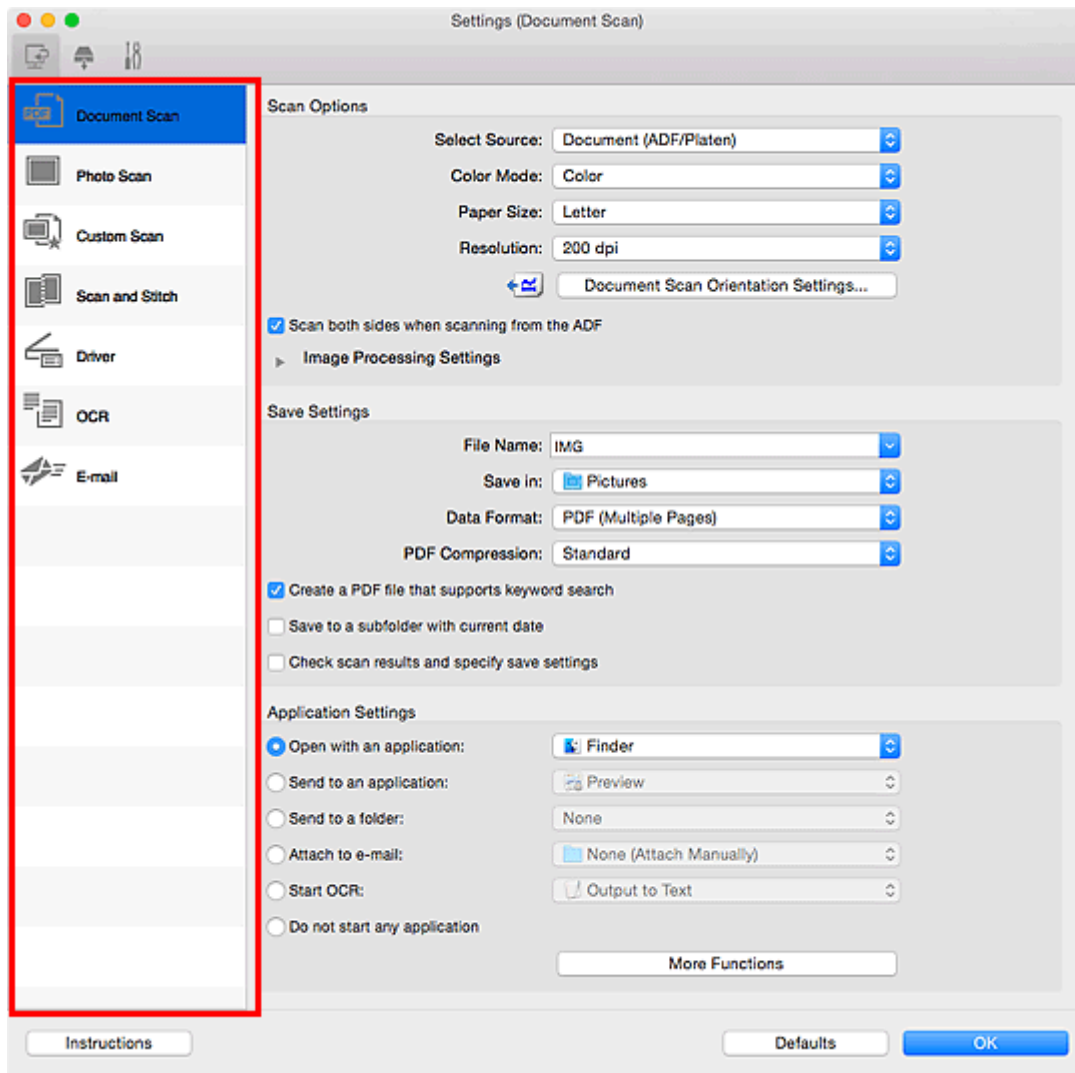 Settings (Document Scan)
PDF Document Scan
Photo Scan
Custom Scan
Scan and Stitch
Driver
OCR
E-mail
Scan Options
Select Source: Document (ADF/Platen)
Color Mode: Color
Paper Size: Letter
Resolution: 200 dpi
Document Scan Orientation Settings...
Scan both sides when scanning from the ADF
Image Processing Settings
Save Settings
File Name: IMG
Save in: Pictures
Data Format: PDF (Multiple Pages)
PDF Compression: Standard
Create a PDF file that supports keyword search
Save to a subfolder with current date
Check scan results and specify save settings
Application Settings
Open with an application: Finder
Send to an application: Preview
Send to a folder: None
Attach to e-mail: None (Attach Manually)
Start OCR: Output to Text
Do not start any application
More Functions
Instructions
Defaults
OK